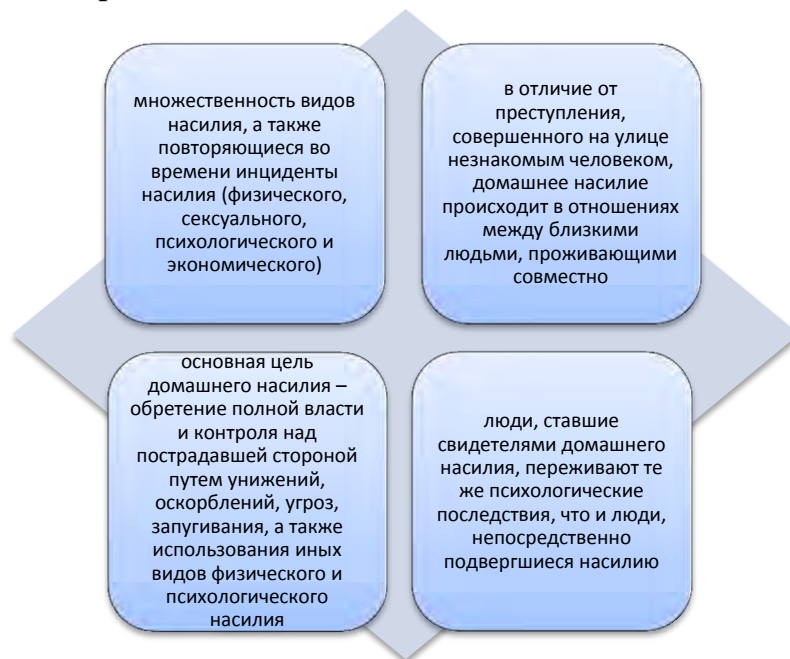 множественность видов
насилия, а также
повторяющиеся во
времени инциденты
насилия (физического,
сексуального,
психологического и
экономического)
в отличие от
преступления,
совершенного на улице
незнакомым человеком,
домашнее насилие
происходит в отношениях
между близкими
людьми, проживающими
совместно
основная цель
домашнего насилия –
обретение полной власти
и контроля над
пострадавшей стороной
путем унижений,
оскорблений, угроз,
запугивания, а также
использования иных
видов физического и
психологического
насилия
люди, ставшие
свидетелями домашнего
насилия, переживают те
же психологические
последствия, что и люди,
непосредственно
подвергшиеся насилию